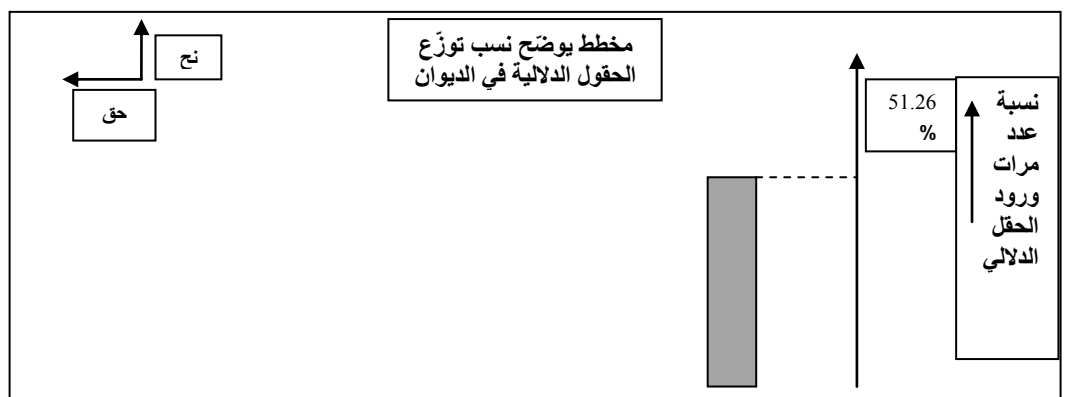 مخطط يوضّح نسب توزّع
الحقول الدلالية في الديوان
نسبة
عدد
مرات
ورود
الحقل
الدلالي
51.26
%
نح
حق